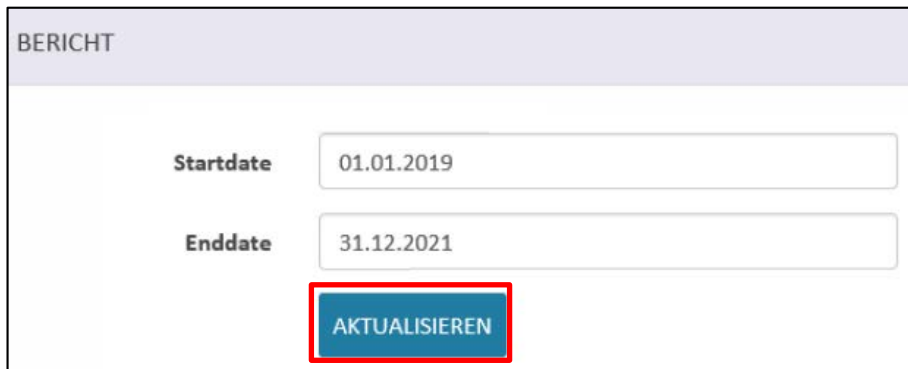 BERICHT
Startdate 01.01.2019
Enddate 31.12.2021
AKTUALISIEREN